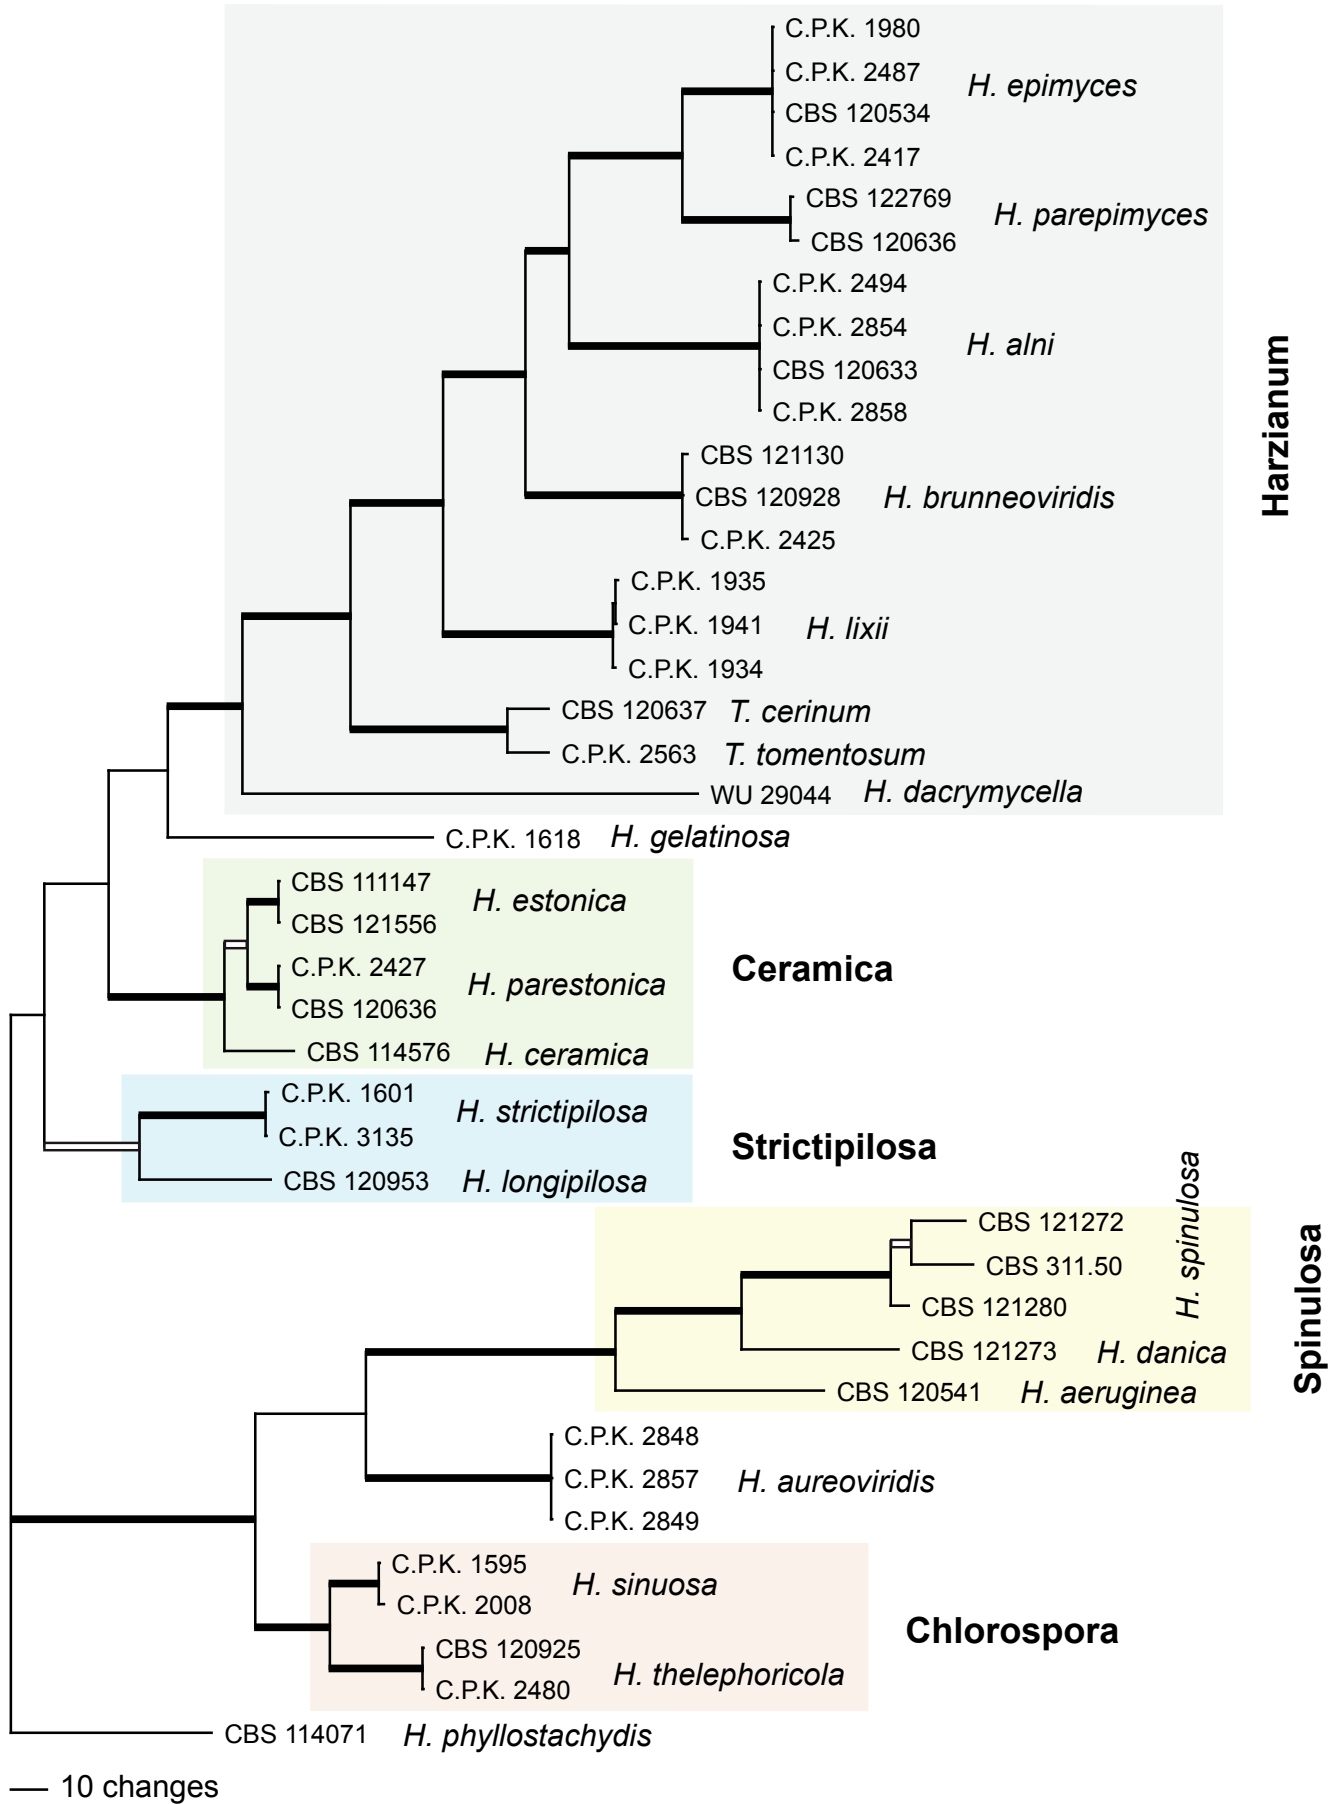 C.P.K. 1980
C.P.K. 2487
H. epimyces
CBS 120534
C.P.K. 2417
CBS 122769
H. parepimyces
CBS 120636
C.P.K. 2494
C.P.K. 2854
H. alni
CBS 120633
C.P.K. 2858
Harzianum
CBS 121130
CBS 120928
H. brunneoviridis
C.P.K. 2425
C.P.K. 1935
C.P.K. 1941
H. lixii
C.P.K. 1934
CBS 120637 T. cerinum
C.P.K. 2563 T. tomentosum
WU 29044 H. dacrymycella
C.P.K. 1618 H. gelatinosa
CBS 111147
H. estonica
CBS 121556
C.P.K. 2427
H. parestonica
CBS 120636
Ceramica
CBS 114576 H. ceramica
C.P.K. 1601
H. strictipilosa
C.P.K. 3135
Strictipilosa
CBS 120953 H. longipilosa
CBS 121272
CBS 311.50
H. spinulosa
CBS 121280
CBS 121273 H. danica
CBS 120541 H. aeruginea
Spinulosa
C.P.K. 2848
C.P.K. 2857
H. aureoviridis
C.P.K. 2849
C.P.K. 1595
H. sinuosa
C.P.K. 2008
Chlorospora
CBS 120925
H. thelephoricola
C.P.K. 2480
CBS 114071 H. phyllostachydis
10 changes